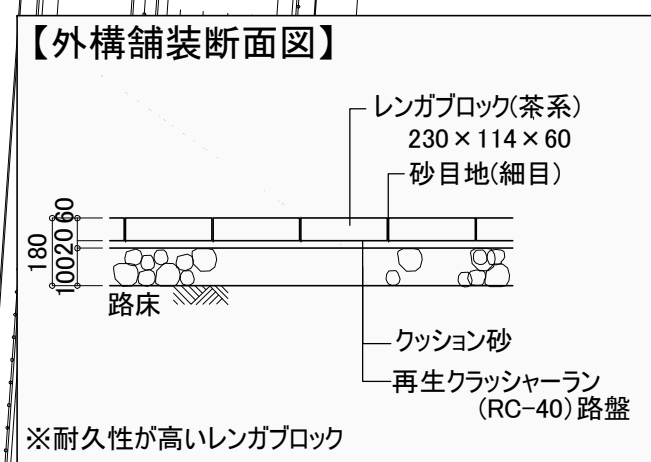 【外構舗装断面図】
レンガブロック(茶系)
230×114×60
砂目地(細目)
180
60
20
100
路床
クッション砂
再生クラッシャーラン
(RC-40)路盤
※耐久性が高いレンガブロック